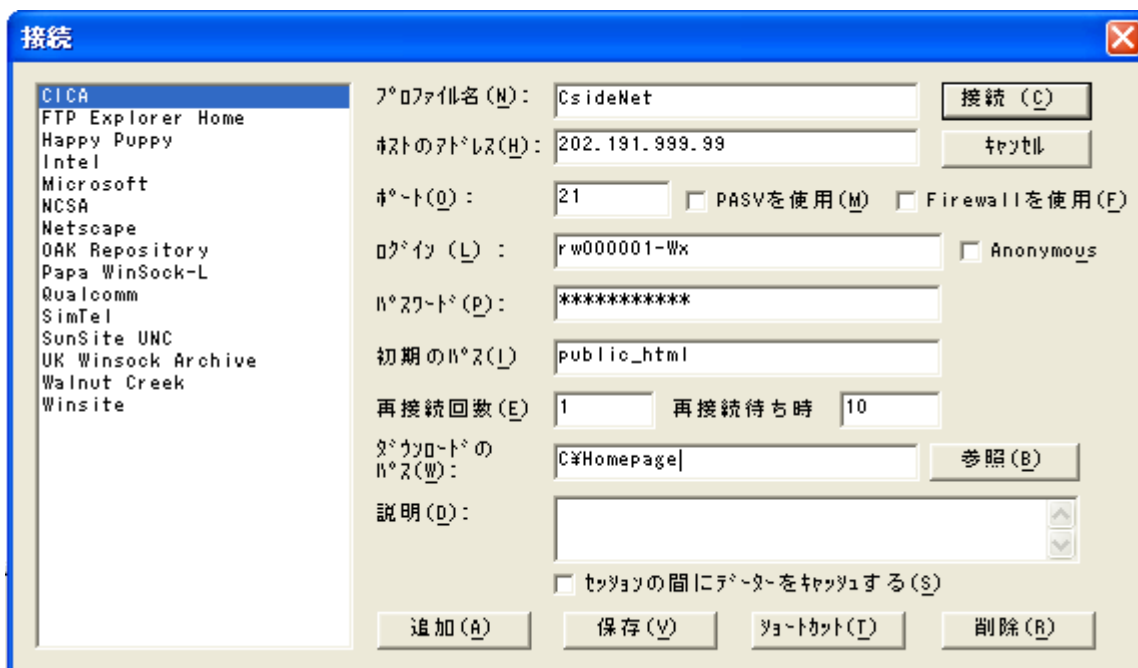 接続
CICA
FTP Explorer Home
Happy Puppy
Intel
Microsoft
NCSA
Netscape
OAK Repository
Papa WinSock-L
Qualcomm
SimTel
SunSite UNC
UK Winsock Archive
Walnut Creek
Winsite
ﾌﾟﾛﾌｧｲﾙ名(N): CsideNet 接続 (C)
ﾎｽﾄのｱﾄﾞﾚｽ(H): 202.191.999.99 ｷｬﾝｾﾙ
ﾎﾟｰﾄ(O): 21 PASVを使用(M) Firewallを使用(F)
ﾛｸﾞｲﾝ (L) : rw000001-Wx Anonymous
ﾊﾟｽﾜｰﾄﾞ(P): ***********
初期のﾊﾟｽ(I) public_html
再接続回数(E) 1 再接続待ち時 10
ﾀﾞｳﾝﾛｰﾄﾞの
ﾊﾟｽ(W): C¥Homepage 参照(B)
説明(D):
ｾｯｼｮﾝの間にﾃﾞｰﾀｰをｷｬｯｼｭする(S)
追加(A) 保存(V) ｼｮｰﾄｶｯﾄ(T) 削除(R)